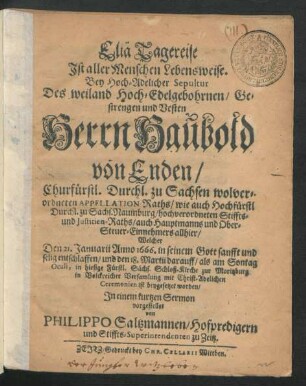 Eliæ Tagereise
Ist aller Menschen Lebensweise.
Bey Hoch-Adelicher Sepultur
Des weiland Hoch-Edelgebohrnen/ Ge-
strengen und Vesten
Herrn Haubold
von Enden/
Churfürstl. Durchl. zu Sachsen wolver-
ordneten APPELLATION Raths/ wie auch Hochfürstl
Durchl. zu Sachs. Naumburg/ hochverordneten Stiffts-
und Justitien-Raths/ auch Hauptmanns und Ober-
Steuer-Einnehmers allhier/
Welcher
Den 21. Januarii Anno 1666. in seinem Gott sanfft und
selig entschlaffen/ und den 18. Martii darauff/ als am Sontag
Oculi, in hiesige Fürstl. Sächs. Schloß-Kirche zur Moritzburg
in Volckreicher Versamlung mit Christ-Adelichen
Ceremonien ist beygesetzet worden/
In einem kurtzen Sermon
vorgestellet
von
PHILIPPO Saltzmannen/ Hofpredigern
und Stiffts-Superintendenten zu Zeitz.
ZEITZ/ Gedruckt bey CHR. CELLARII Wittben.